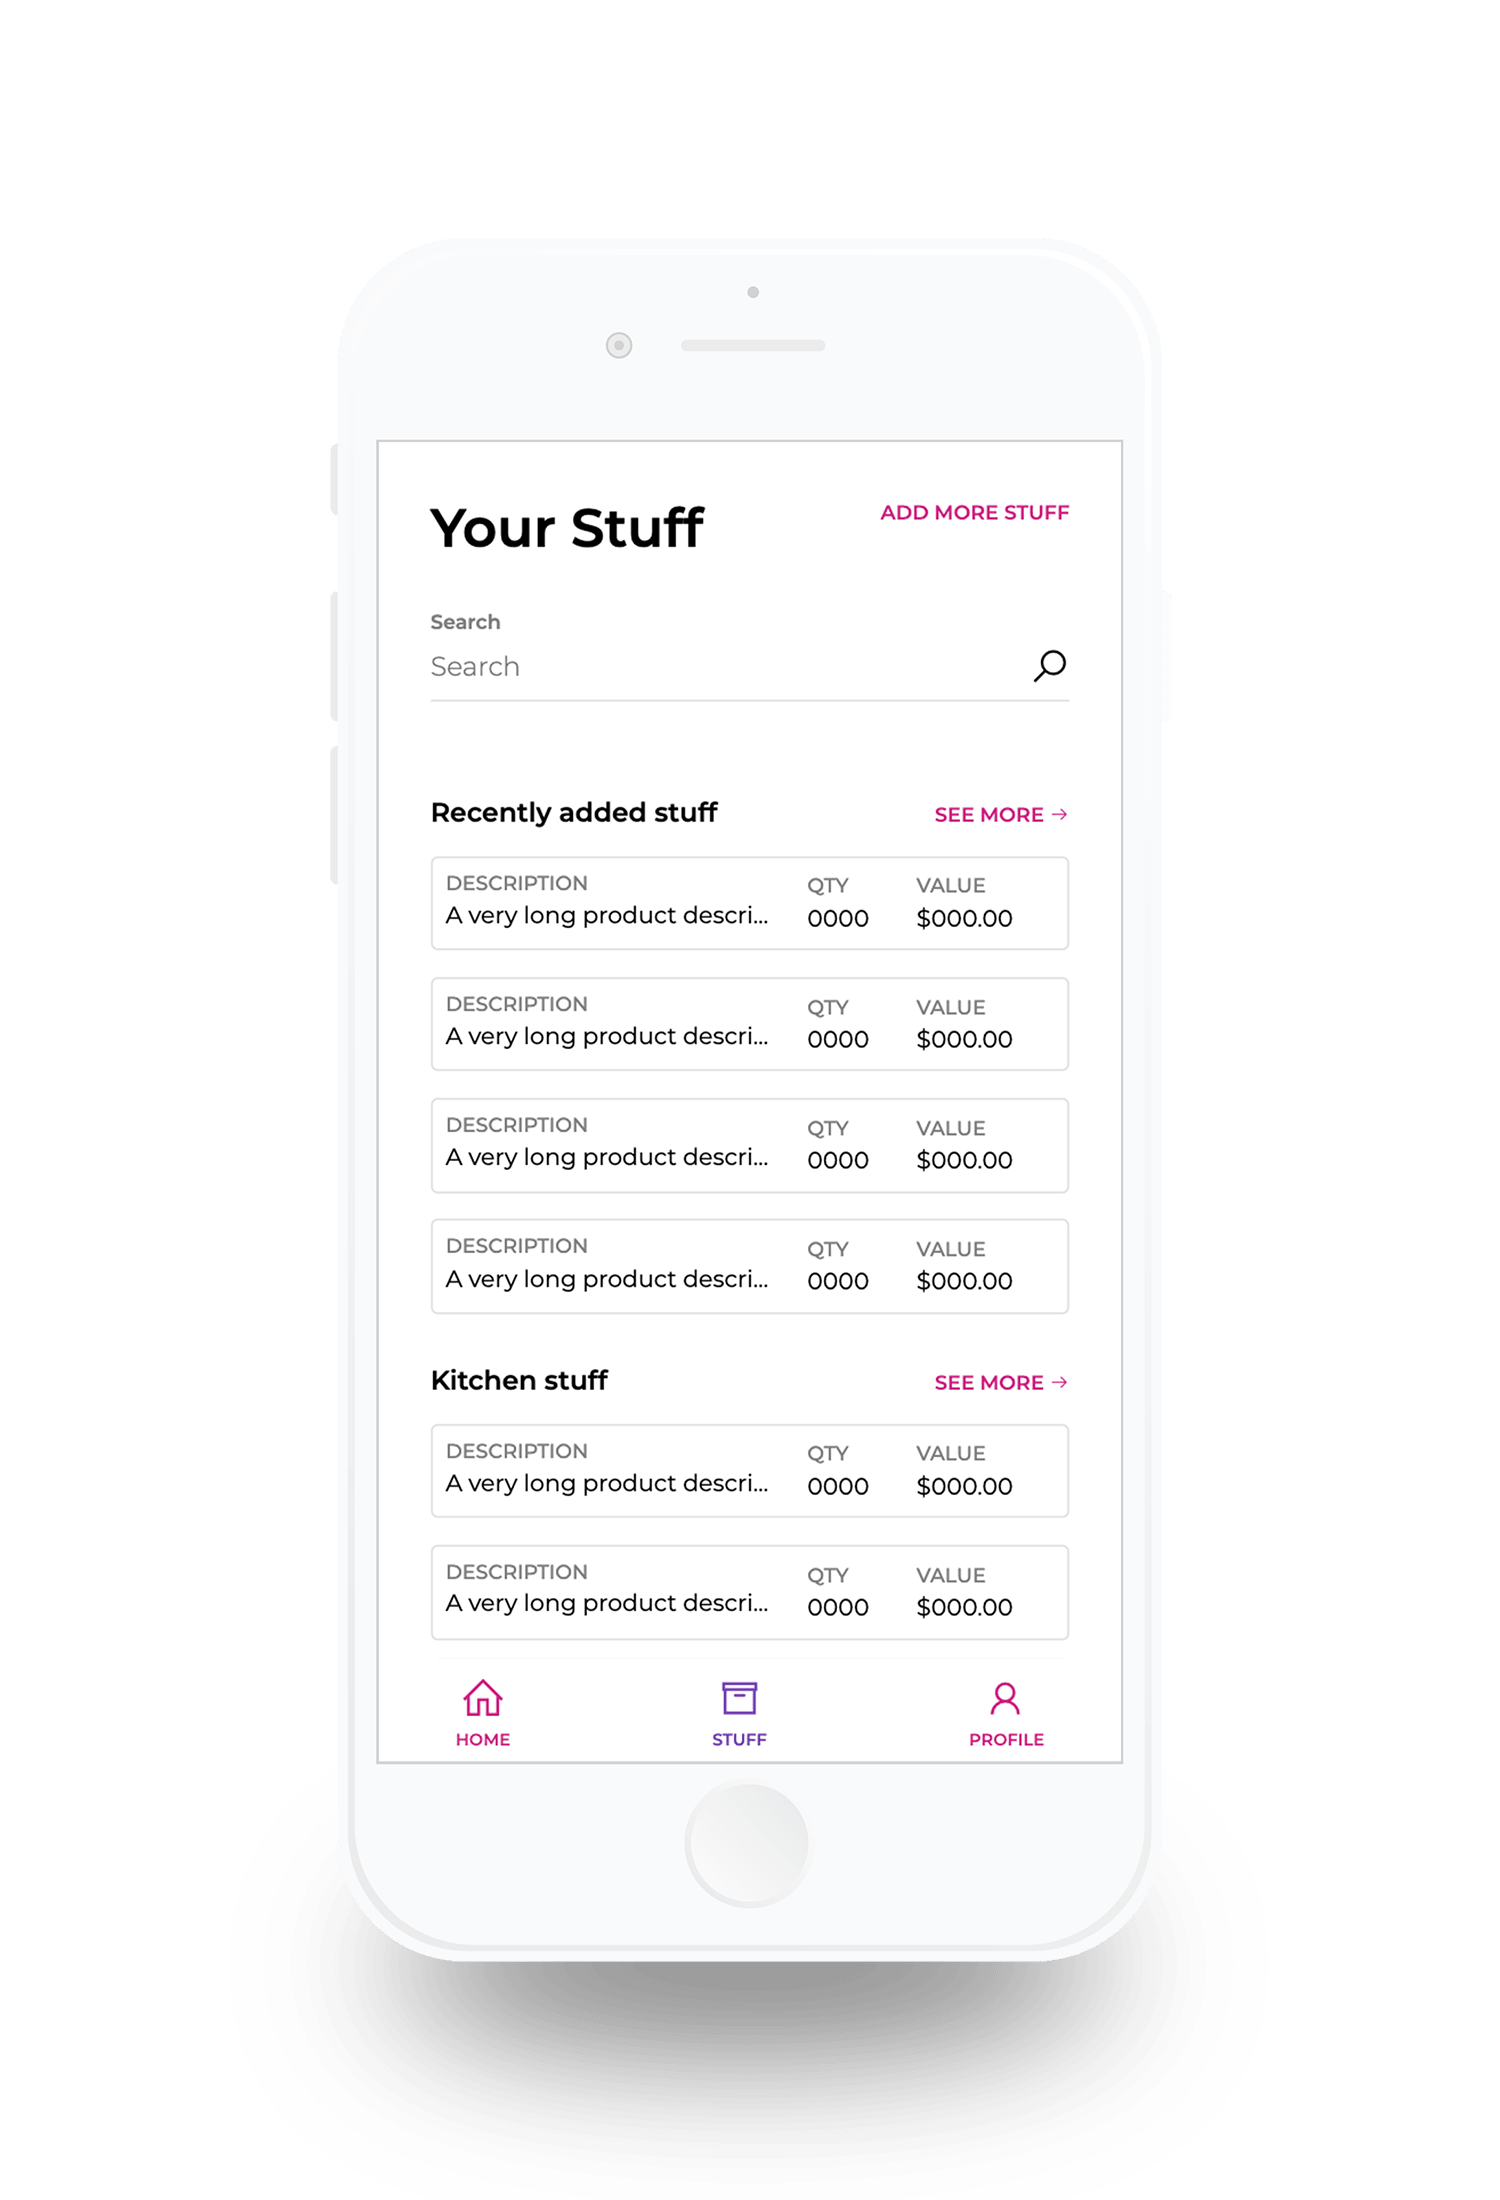 Your Stuff
ADD MORE STUFF
Search
Search
Recently added stuff
SEE MORE →
DESCRIPTION QTY VALUE
A very long product descri... 0000 $000.00
DESCRIPTION QTY VALUE
A very long product descri... 0000 $000.00
DESCRIPTION QTY VALUE
A very long product descri... 0000 $000.00
DESCRIPTION QTY VALUE
A very long product descri... 0000 $000.00
Kitchen stuff
SEE MORE →
DESCRIPTION QTY VALUE
A very long product descri... 0000 $000.00
DESCRIPTION QTY VALUE
A very long product descri... 0000 $000.00
HOME STUFF PROFILE